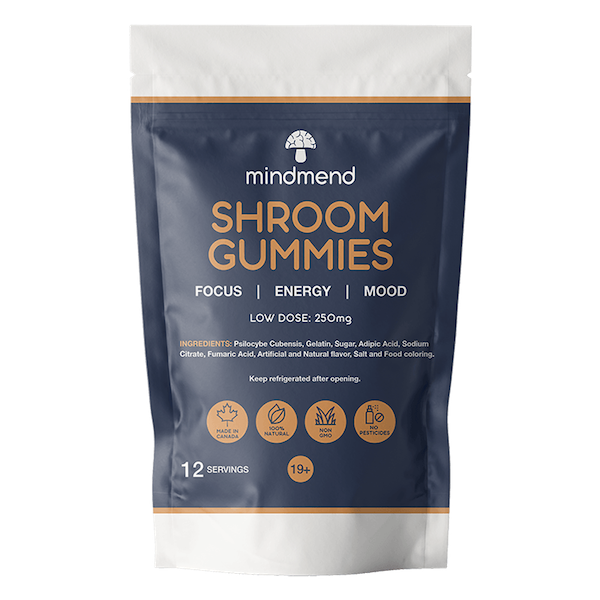 mindmend
SHROOM
GUMMIES
FOCUS | ENERGY | MOOD
LOW DOSE: 250mg
INGREDIENTS: Psilocybe Cubensis, Gelatin, Sugar, Adipic Acid, Sodium
Citrate, Fumaric Acid, Artificial and Natural flavor, Salt and Food coloring.
Keep refrigerated after opening.
MADE IN
CANADA
100%
NATURAL
NON
GMO
NO
PESTICIDES
12 SERVINGS
19+